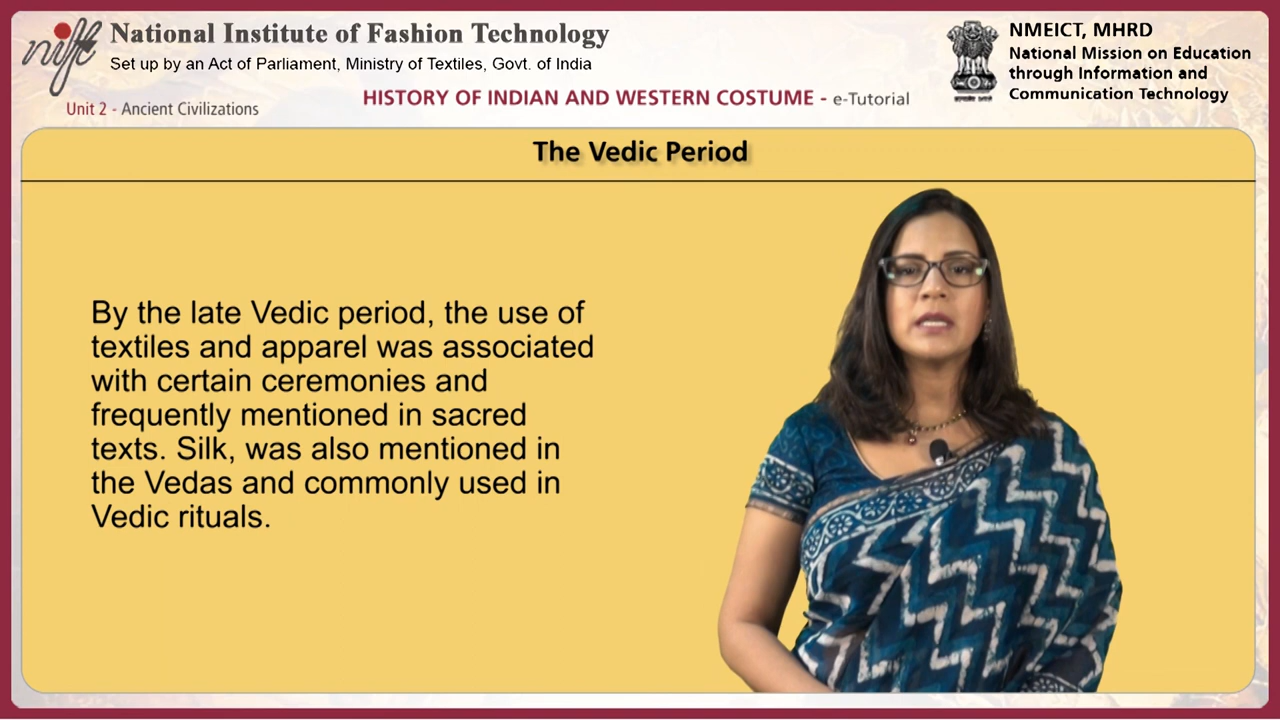 nift
National Institute of Fashion Technology
Set up by an Act of Parliament, Ministry of Textiles, Govt. of India
NMEICT, MHRD
National Mission on Education
through Information and
Communication Technology
Unit 2 - Ancient Civilizations
HISTORY OF INDIAN AND WESTERN COSTUME - e-Tutorial
The Vedic Period
By the late Vedic period, the use of
textiles and apparel was associated
with certain ceremonies and
frequently mentioned in sacred
texts. Silk, was also mentioned in
the Vedas and commonly used in
Vedic rituals.